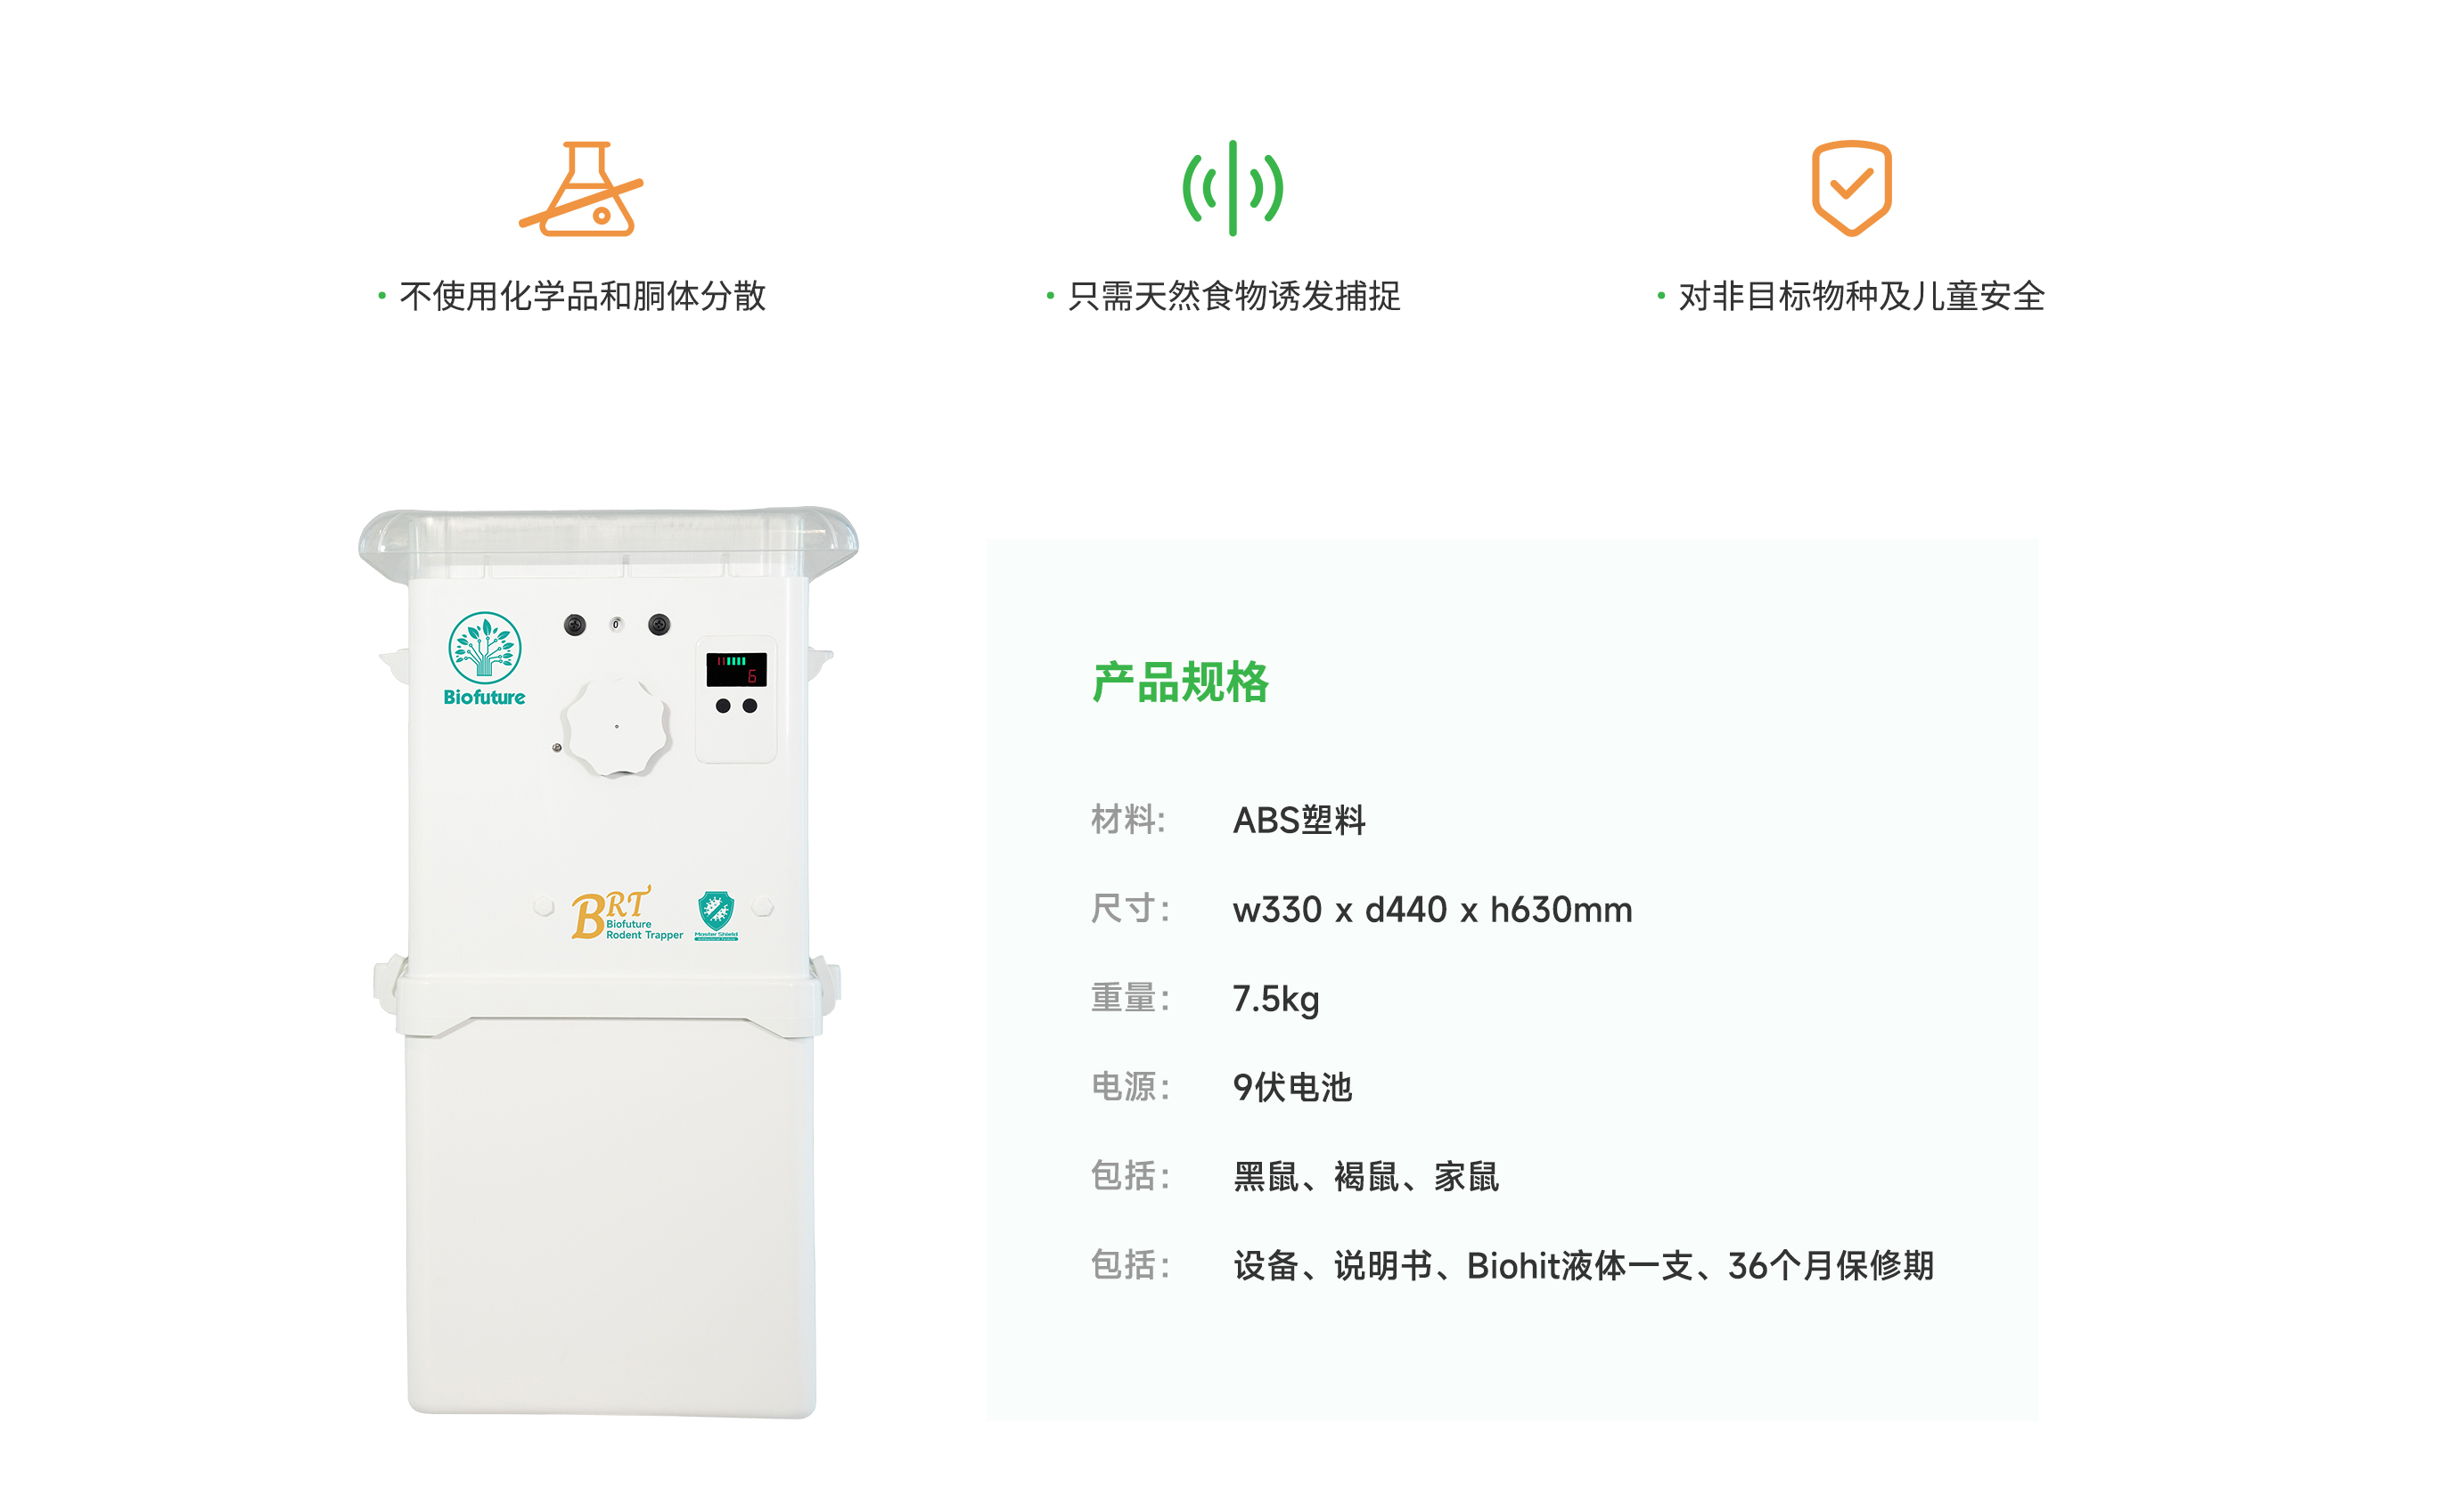 不使用化学品和胴体分散
只需天然食物诱发捕捉
对非目标物种及儿童安全
Biofuture
0
6
BRT
Biofuture
Rodent Trapper
Master Shield
产品规格
材料: ABS塑料
尺寸: w330 x d440 x h630mm
重量: 7.5kg
电源: 9伏电池
包括: 黑鼠、褐鼠、家鼠
包括: 设备、说明书、Biohit液体一支、36个月保修期